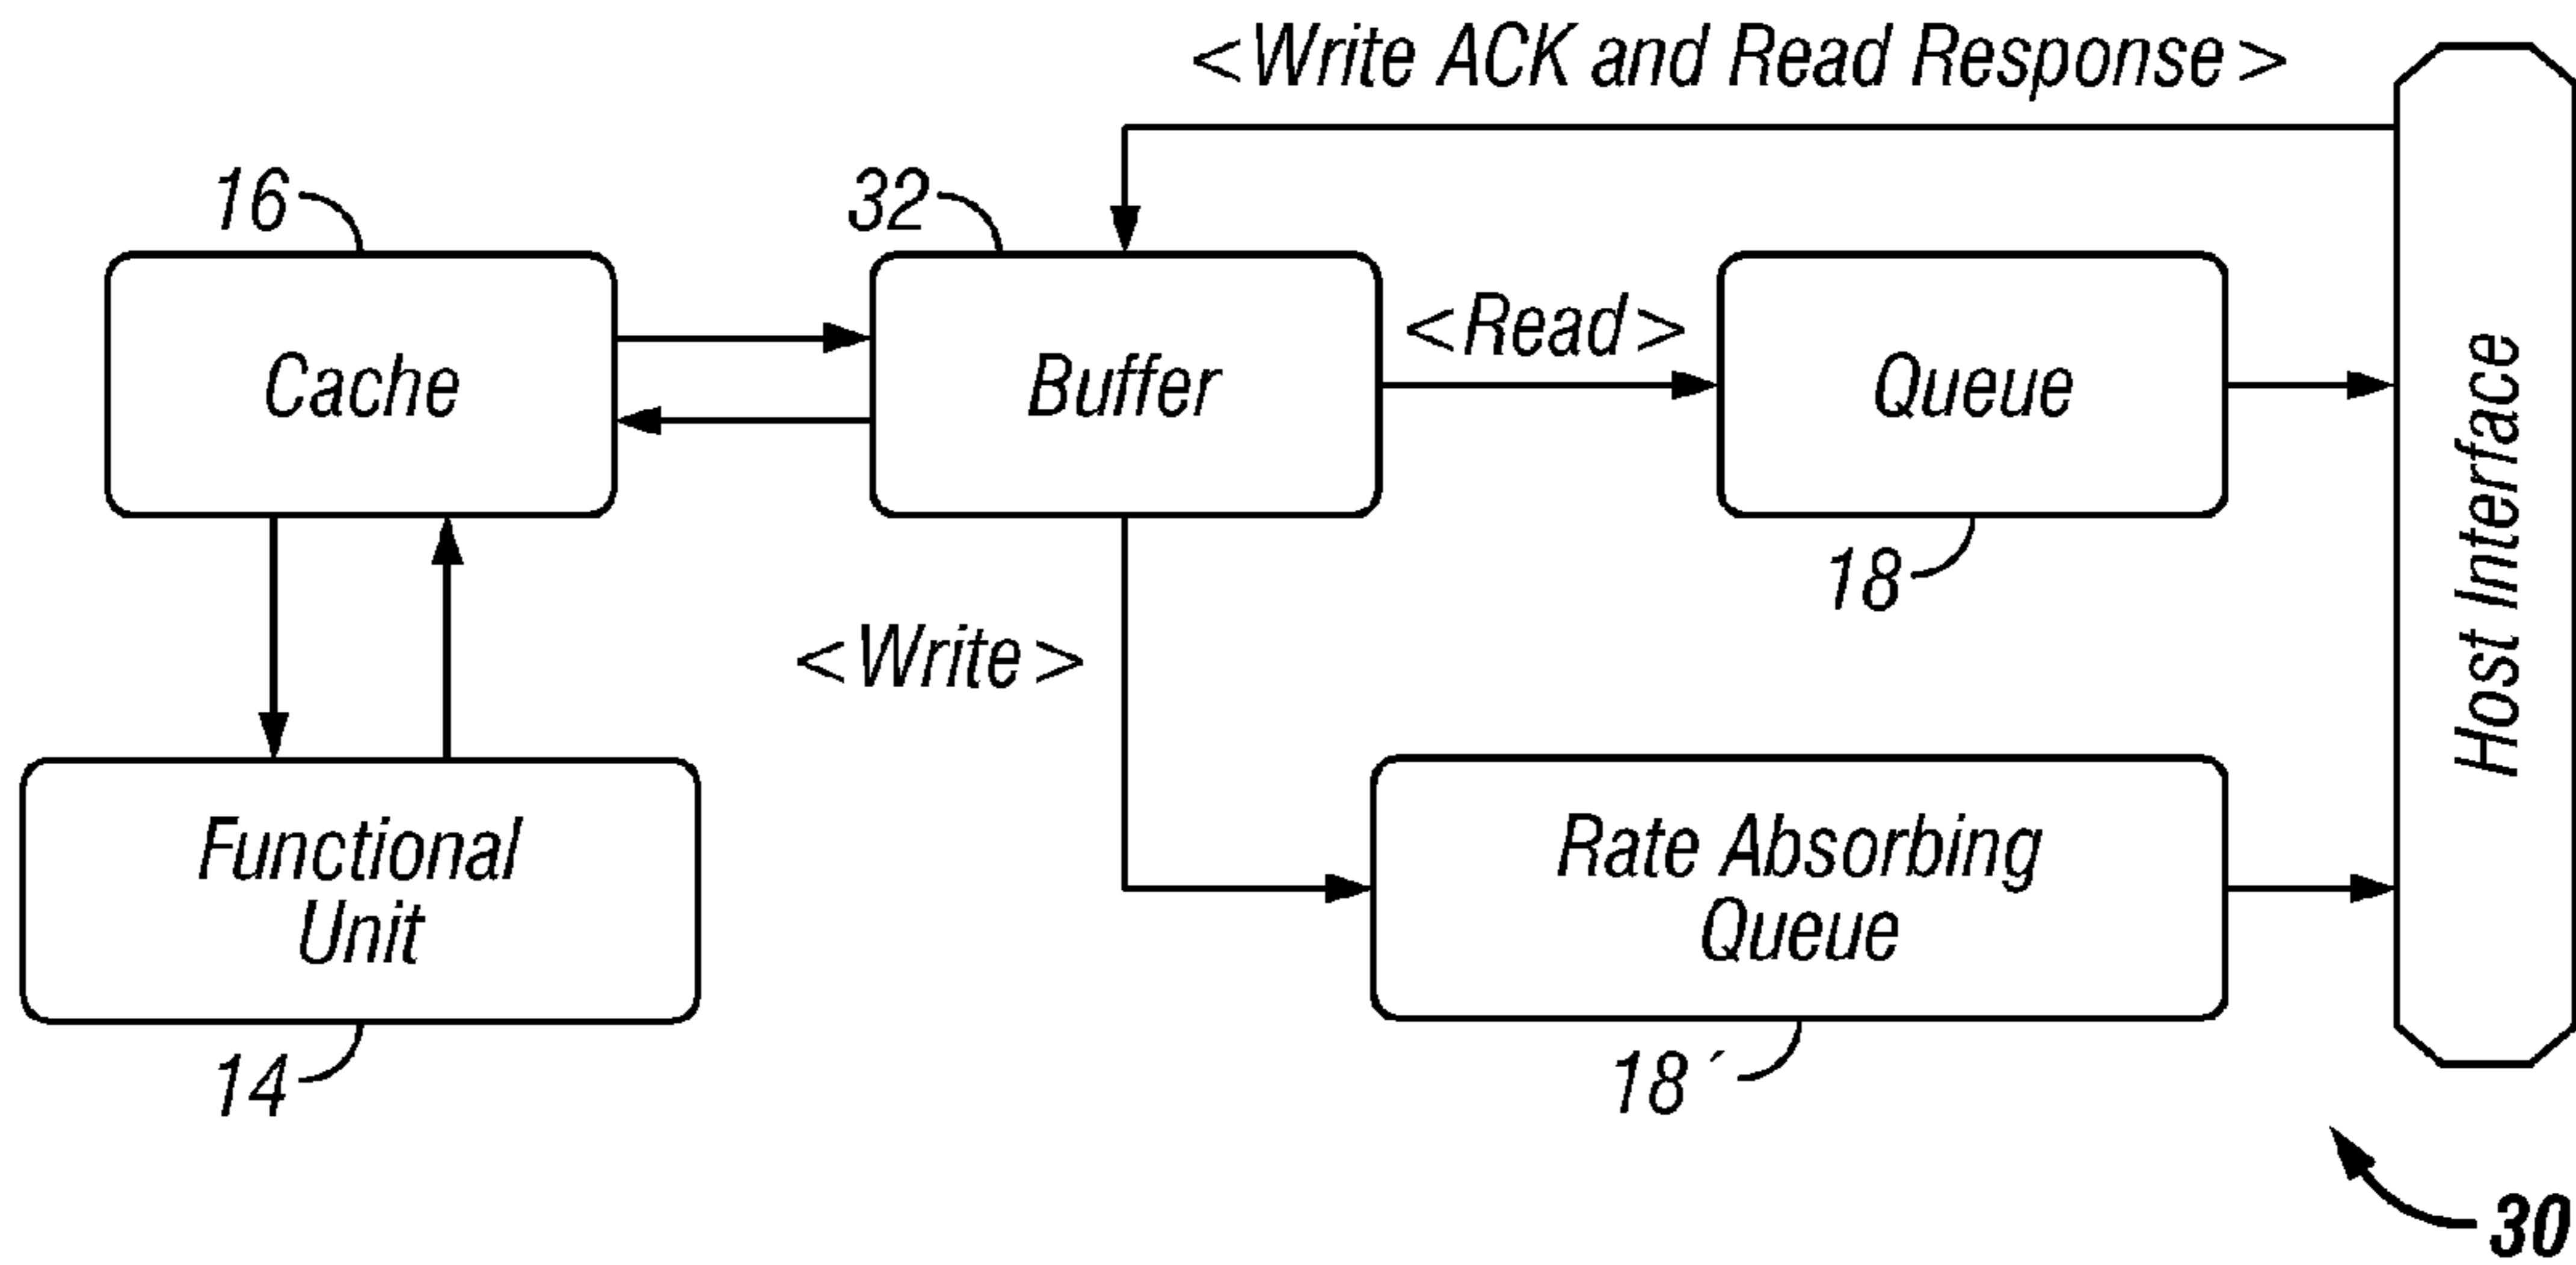 <Write ACK and Read Response>
16
32
Cache
Buffer
<Read>
Queue
18
Host Interface
<Write>
Functional
Unit
14
Rate Absorbing
Queue
18´
30